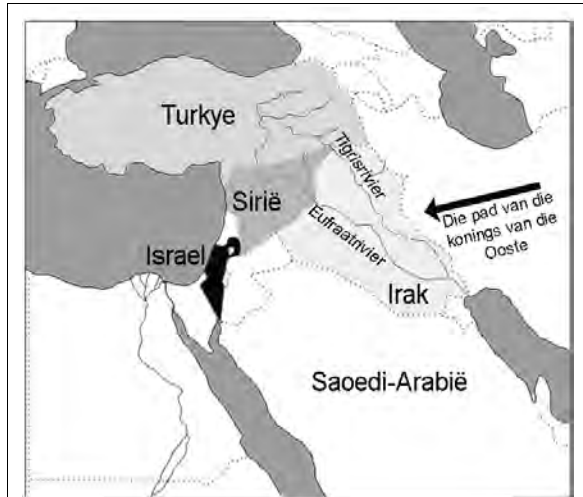 Turkye
Tigrisrivier
Sirië
Eufraatrivier
Die pad van die
konings van die
Ooste
Israel
Irak
Saoedi-Arabië